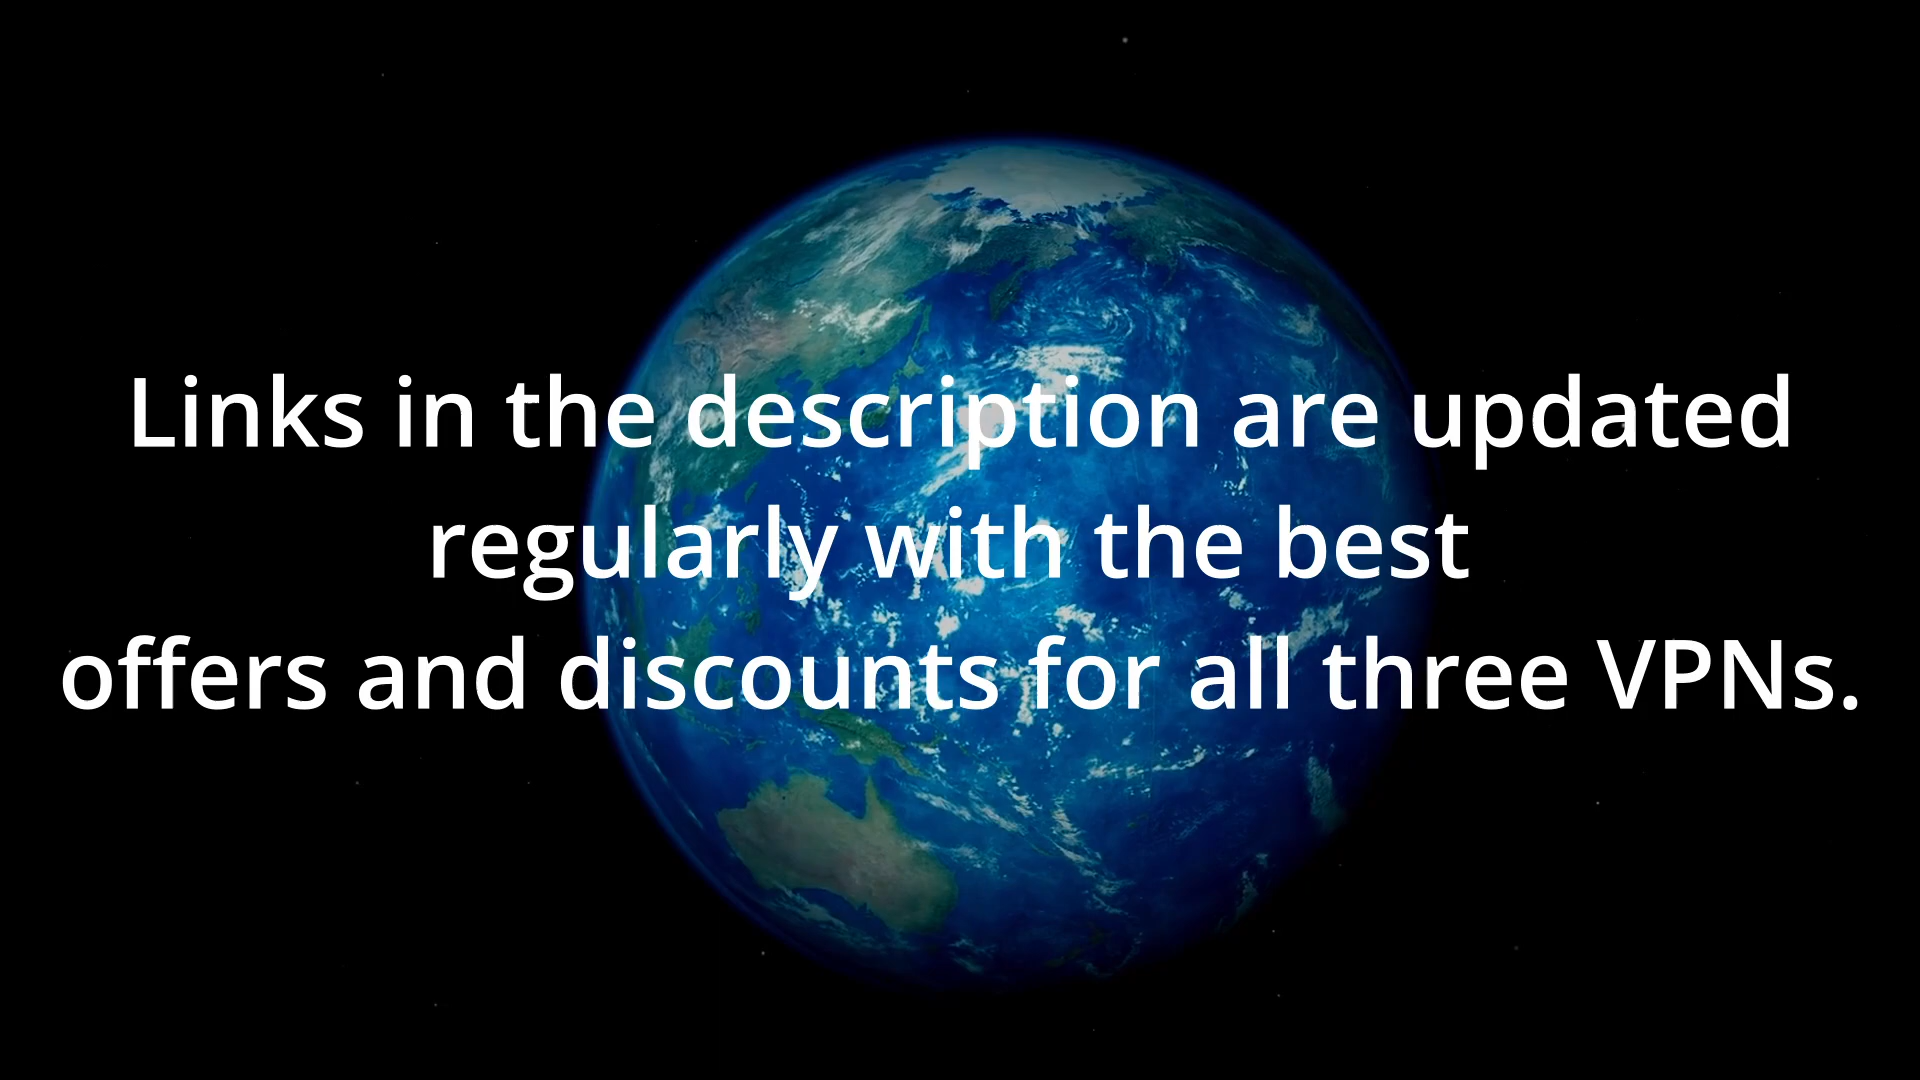 Links in the description are updated
regularly with the best
offers and discounts for all three VPNs.